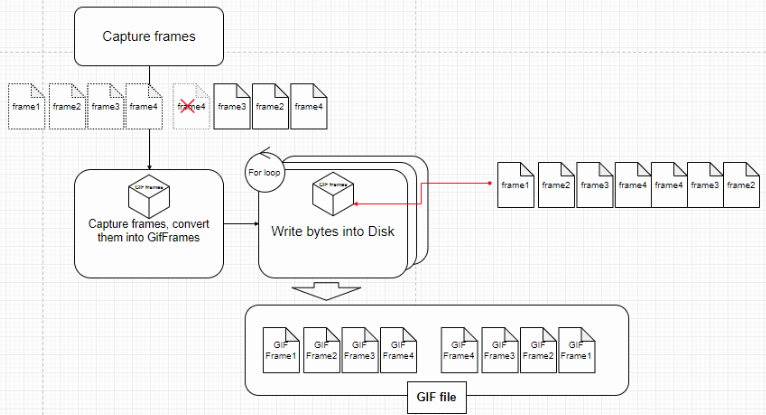 Capture frames
frame1 frame2 frame3 frame4 frame4 frame3 frame2 frame4
For loop
GIF frames
Capture frames, convert
them into GifFrames
GIF frames
Write bytes into Disk
frame1 frame2 frame3 frame4 frame4 frame3 frame2
GIF Frame1
GIF Frame2
GIF Frame3
GIF Frame4
GIF Frame4
GIF Frame3
GIF Frame2
GIF Frame1
GIF file